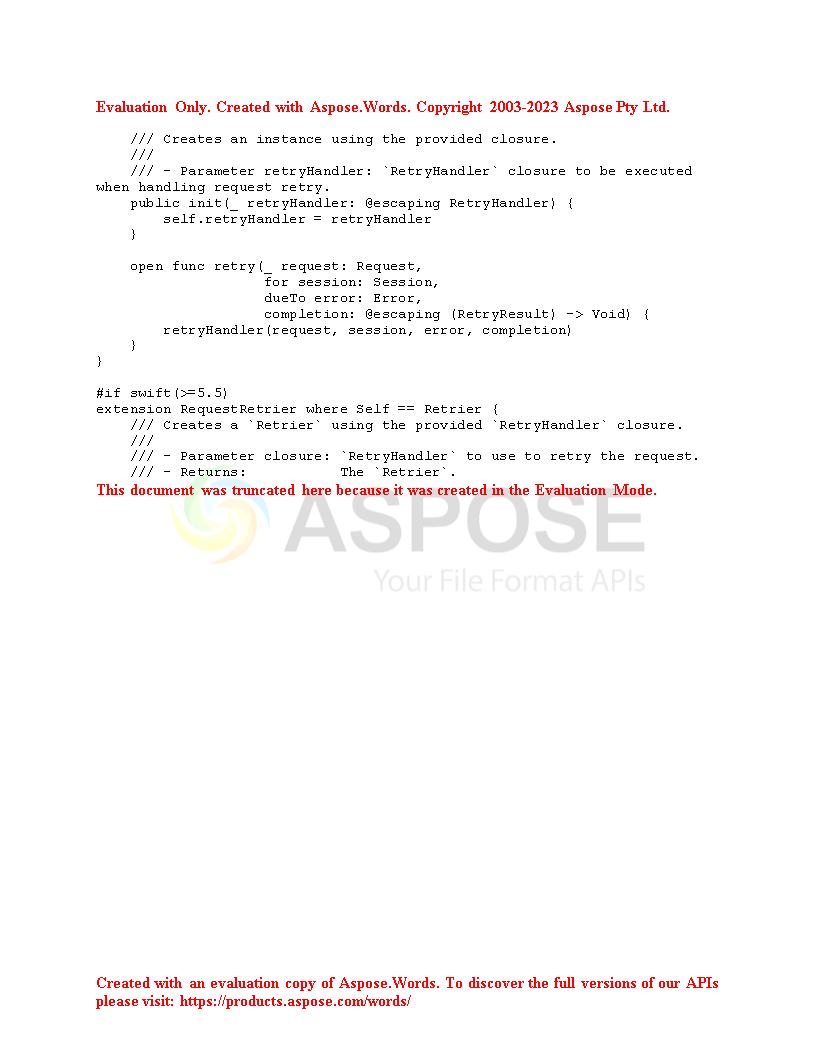 Evaluation Only. Created with Aspose.Words. Copyright 2003-2023 Aspose Pty Ltd.
    /// Creates an instance using the provided closure.
    ///
    /// - Parameter retryHandler: `RetryHandler` closure to be executed
when handling request retry.
    public init(_ retryHandler: @escaping RetryHandler) {
        self.retryHandler = retryHandler
    }

    open func retry(_ request: Request,
                    for session: Session,
                    dueTo error: Error,
                    completion: @escaping (RetryResult) -> Void) {
        retryHandler(request, session, error, completion)
    }
}

#if swift(>=5.5)
extension RequestRetrier where Self == Retrier {
    /// Creates a `Retrier` using the provided `RetryHandler` closure.
    ///
    /// - Parameter closure: `RetryHandler` to use to retry the request.
    /// - Returns:           The `Retrier`.
This document was truncated here because it was created in the Evaluation Mode.
ASPOSE
Your File Format APIs
Created with an evaluation copy of Aspose.Words. To discover the full versions of our APIs
please visit: https://products.aspose.com/words/